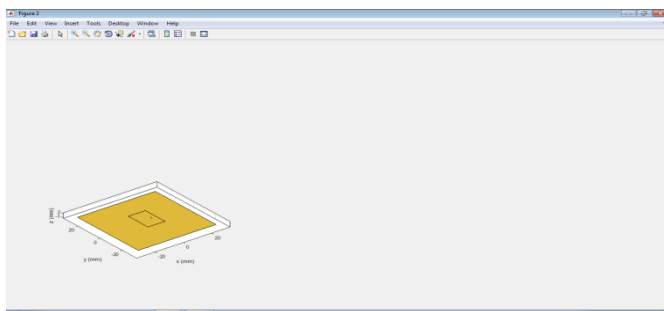 Figure 2
File Edit View Insert Tools Desktop Window Help
z (mm)
20
0
-20
y (mm)
20
0
-20
x (mm)